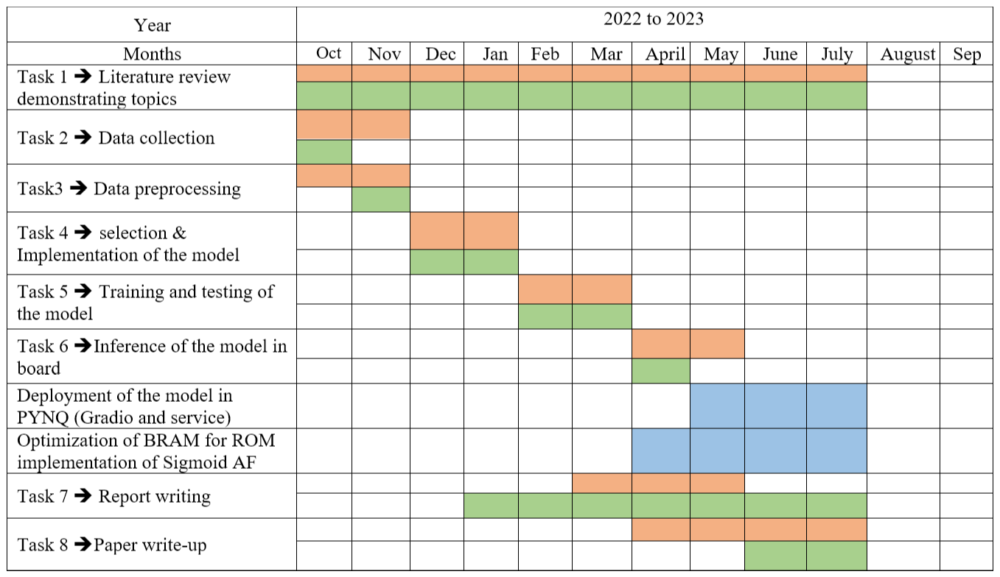 Year
2022 to 2023
Months
Oct
Nov
Dec
Jan
Feb
Mar
April
May
June
July
August
Sep
Task 1 ➔ Literature review
demonstrating topics
Task 2 ➔ Data collection
Task3 ➔ Data preprocessing
Task 4 ➔ selection &
Implementation of the model
Task 5 ➔ Training and testing of
the model
Task 6 ➔Inference of the model in
board
Deployment of the model in
PYNQ (Gradio and service)
Optimization of BRAM for ROM
implementation of Sigmoid AF
Task 7 ➔ Report writing
Task 8 ➔Paper write-up